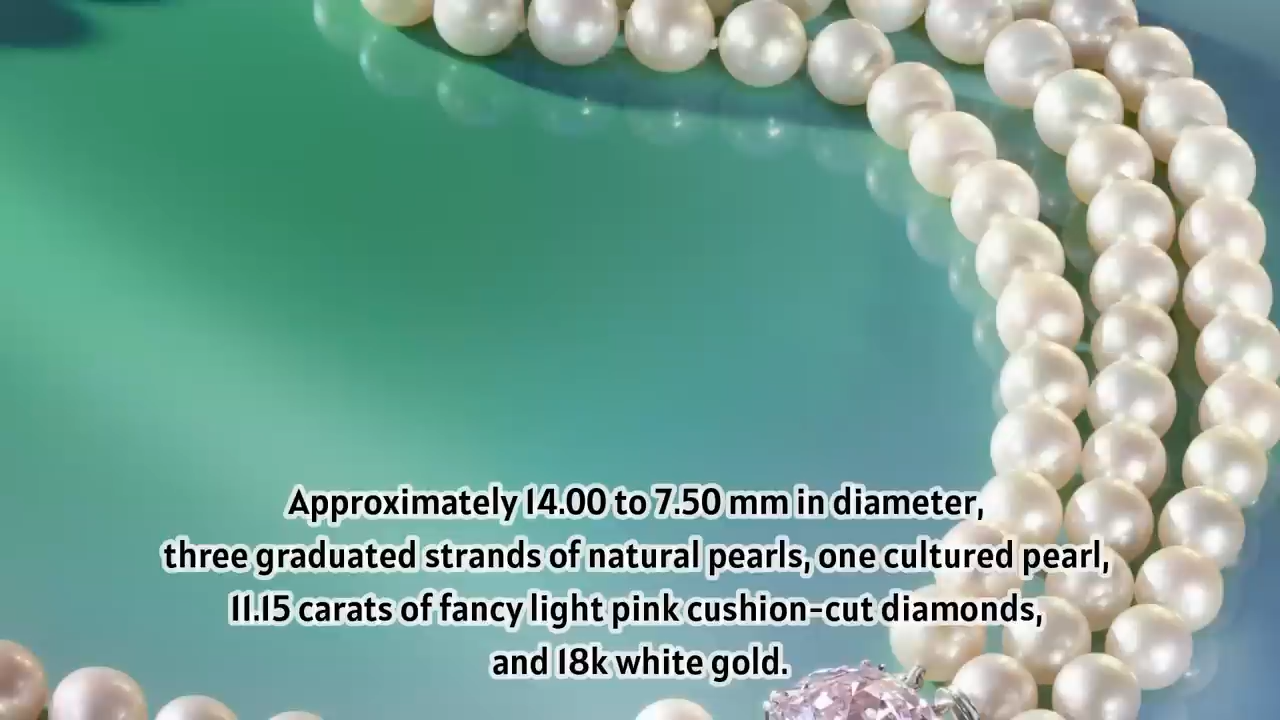 Approximately 14.00 to 7.50 mm in diameter,
three graduated strands of natural pearls, one cultured pearl,
11.15 carats of fancy light pink cushion-cut diamonds,
and 18k white gold.